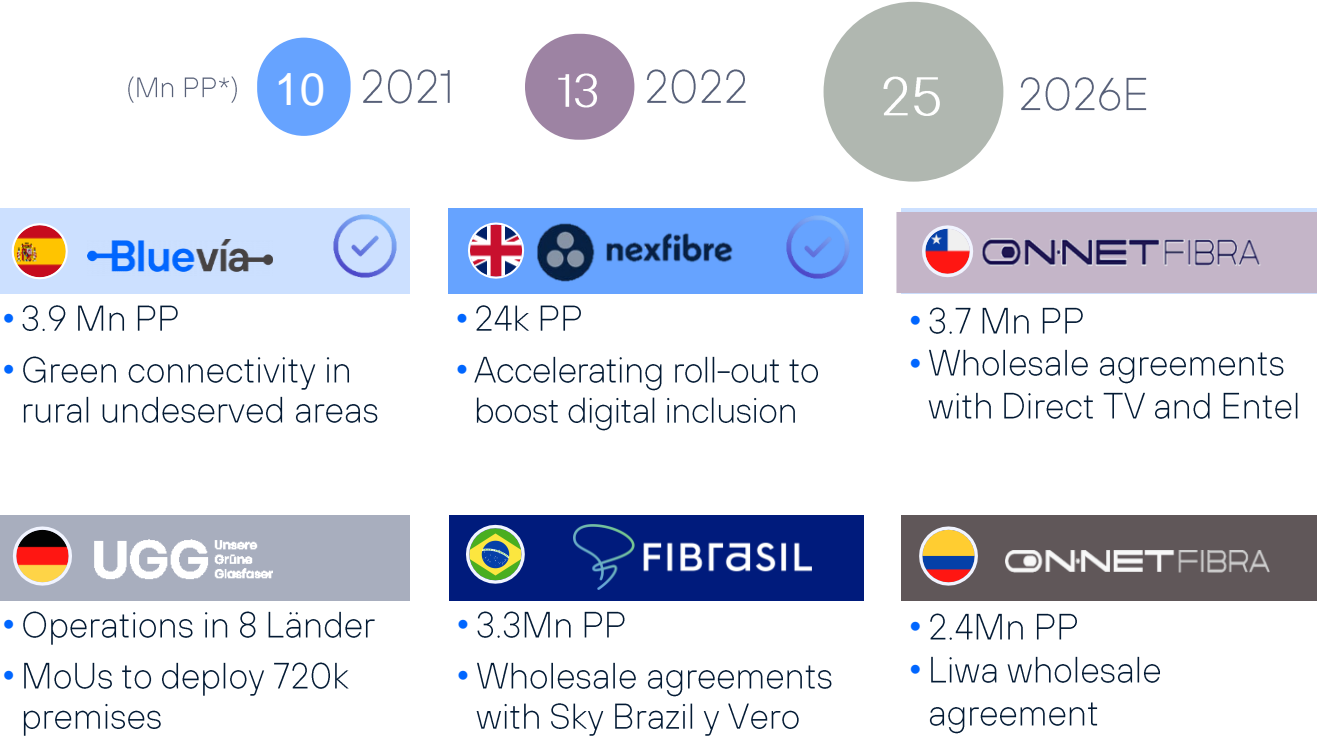 (Mn PP*) 10 2021 13 2022 25 2026E
Bluevía
• 3.9 Mn PP
• Green connectivity in
rural undeserved areas
nexfibre
• 24k PP
• Accelerating roll-out to
boost digital inclusion
ON·NET FIBRA
• 3.7 Mn PP
• Wholesale agreements
with Direct TV and Entel
UGG Unsere
Grüne
Glasfaser
• Operations in 8 Länder
• MoUs to deploy 720k
premises
FIBrasIL
• 3.3Mn PP
• Wholesale agreements
with Sky Brazil y Vero
ON·NET FIBRA
• 2.4Mn PP
• Liwa wholesale
agreement